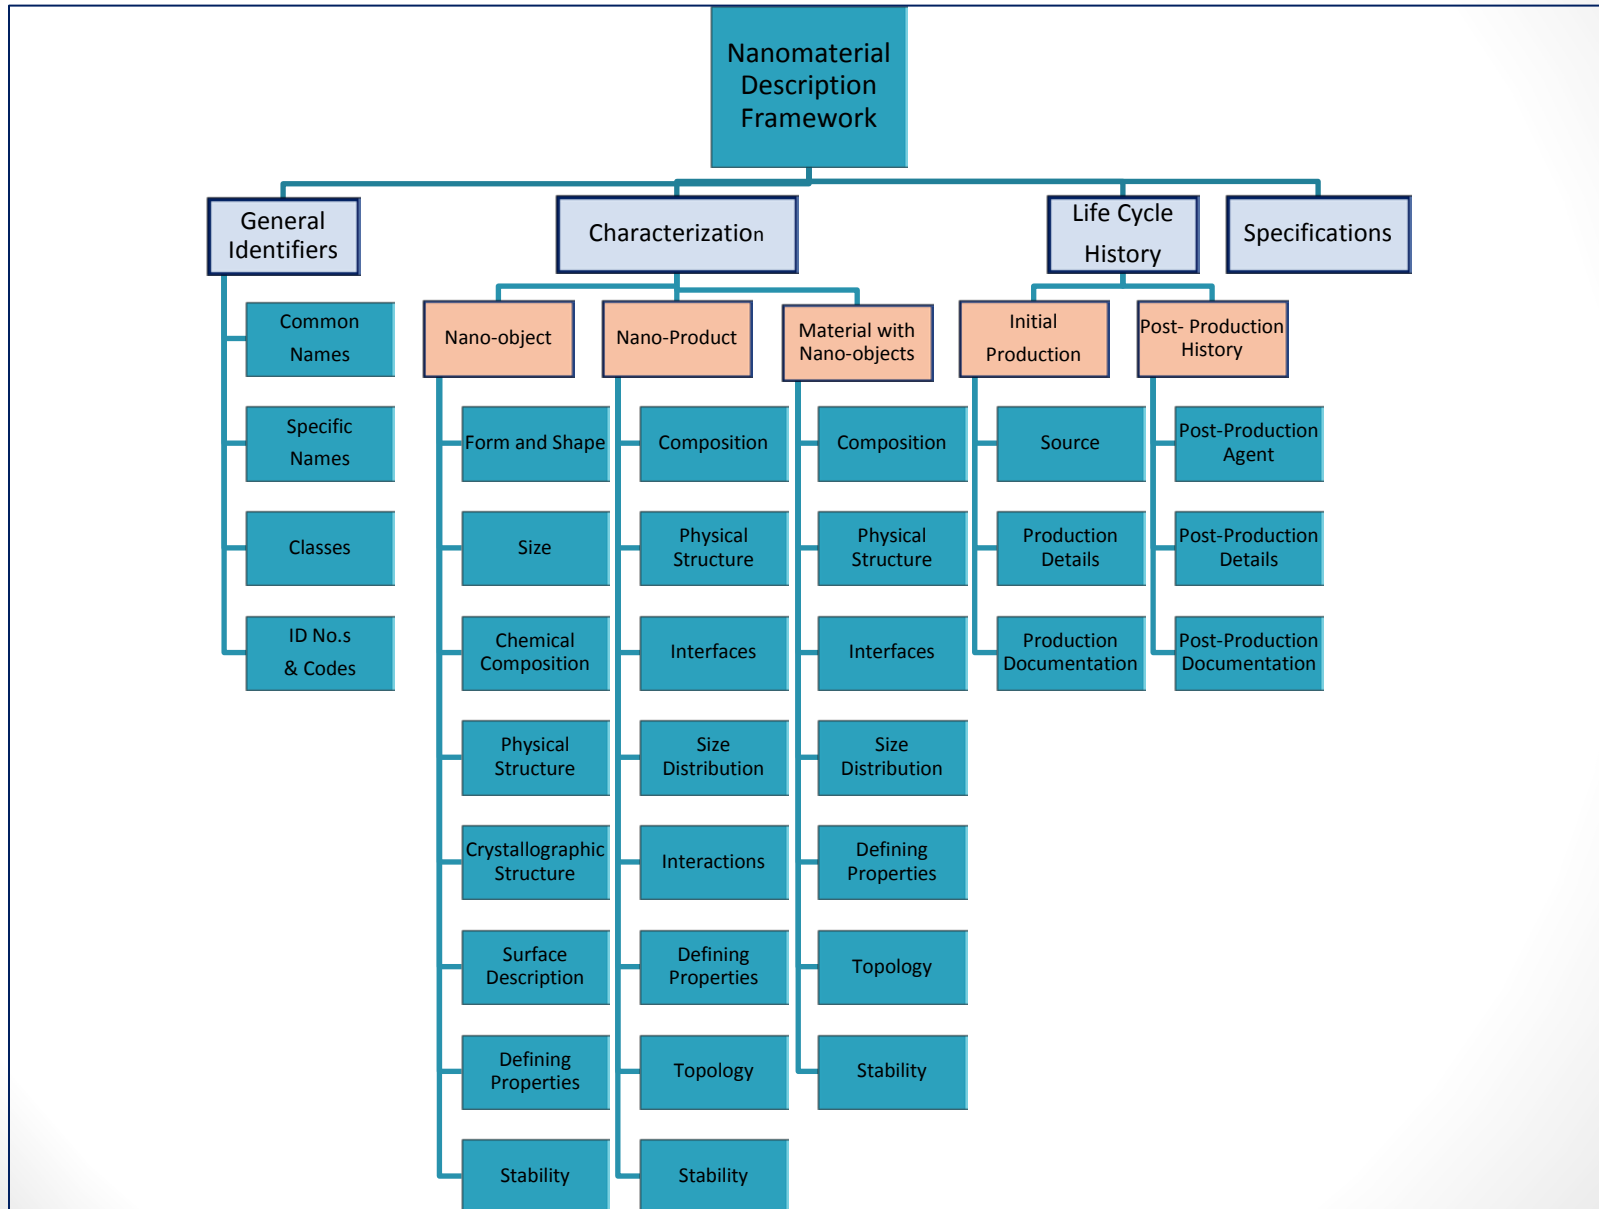 Nanomaterial
Description
Framework
General
Identifiers
Characterization
Life Cycle
History
Specifications
Common
Names
Specific
Names
Classes
ID No.s
& Codes
Nano-object
Form and Shape
Size
Chemical
Composition
Physical
Structure
Crystallographic
Structure
Surface
Description
Defining
Properties
Stability
Nano-Product
Composition
Physical
Structure
Interfaces
Size
Distribution
Interactions
Defining
Properties
Topology
Stability
Material with
Nano-objects
Composition
Physical
Structure
Interfaces
Size
Distribution
Defining
Properties
Topology
Stability
Initial
Production
Source
Production
Details
Production
Documentation
Post- Production
History
Post-Production
Agent
Post-Production
Details
Post-Production
Documentation